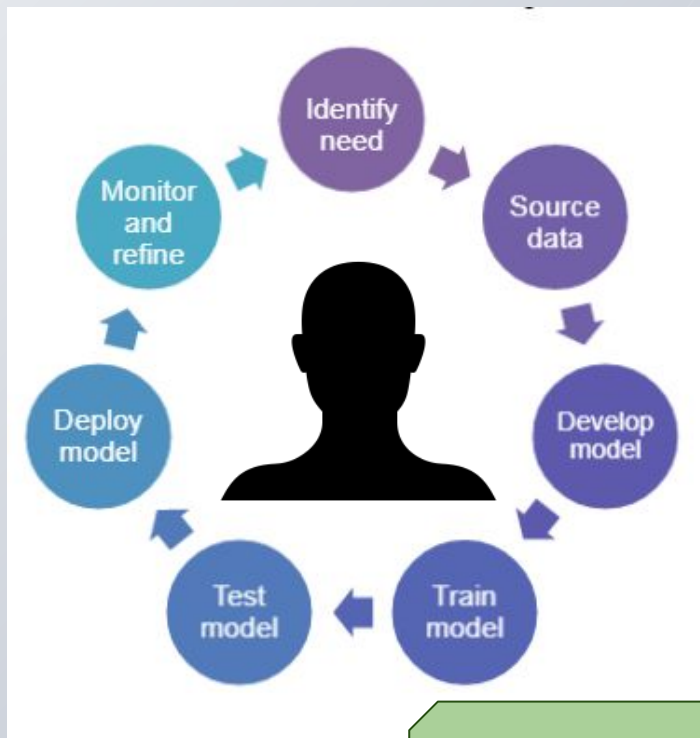 Identify
need
Source
data
Develop
model
Train
model
Test
model
Deploy
model
Monitor
and
refine